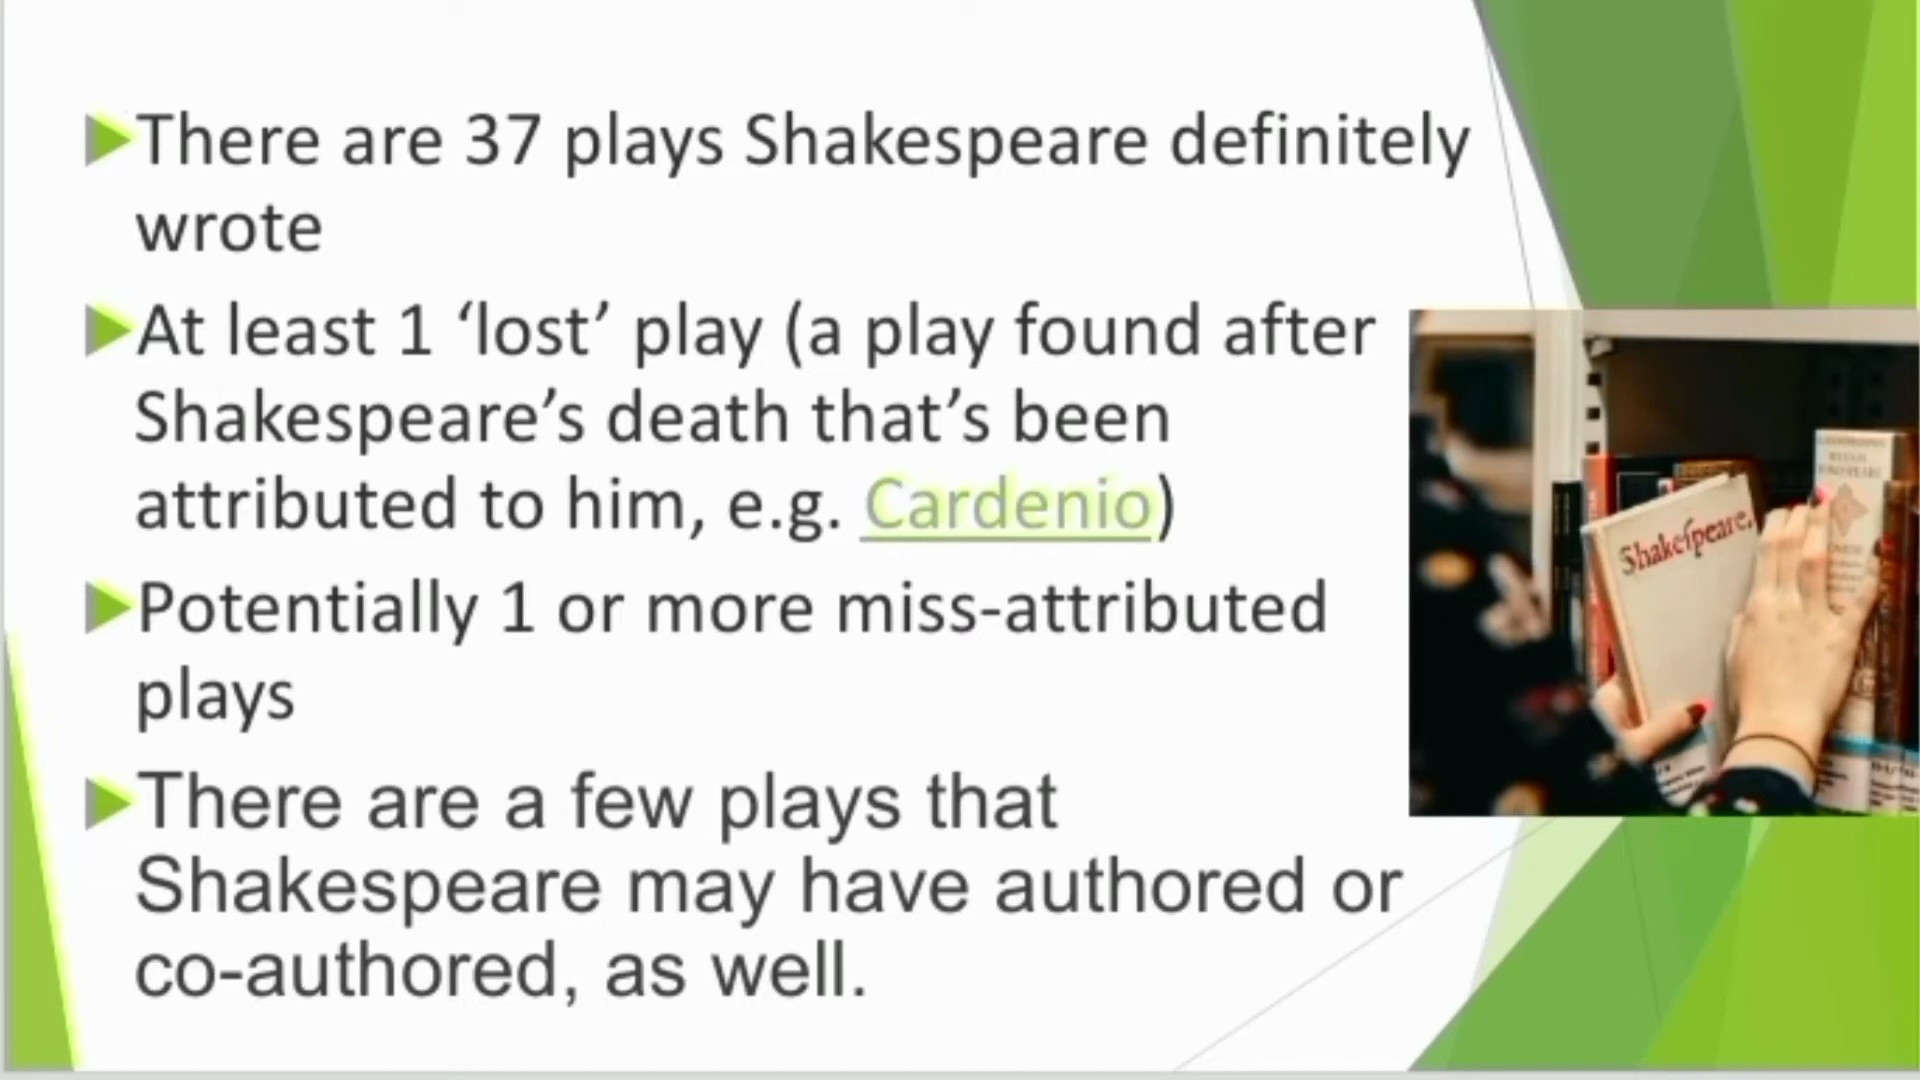 There are 37 plays Shakespeare definitely
wrote
At least 1 ‘lost’ play (a play found after
Shakespeare’s death that’s been
attributed to him, e.g. Cardenio)
Potentially 1 or more miss-attributed
plays
There are a few plays that
Shakespeare may have authored or
co-authored, as well.
Shakeſpeare,